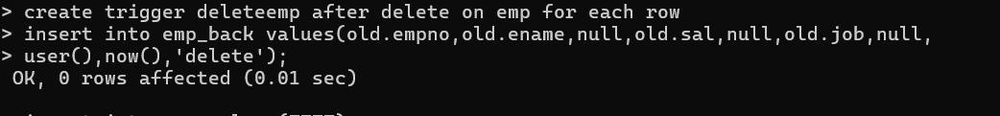 > create trigger deleteemp after delete on emp for each row
> insert into emp_back values(old.empno,old.ename,null,old.sal,null,old.job,null,
> user(),now(),'delete');
OK, 0 rows affected (0.01 sec)